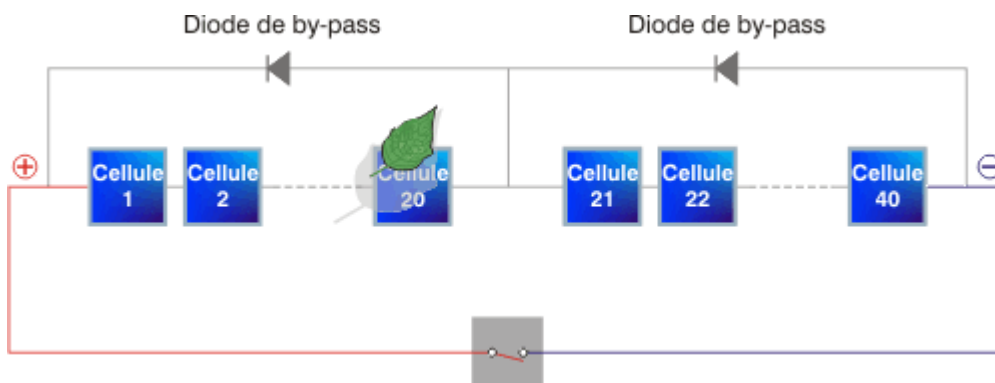 Diode de by-pass
Diode de by-pass
+
−
Cellule
1
Cellule
2
Cellule
20
Cellule
21
Cellule
22
Cellule
40